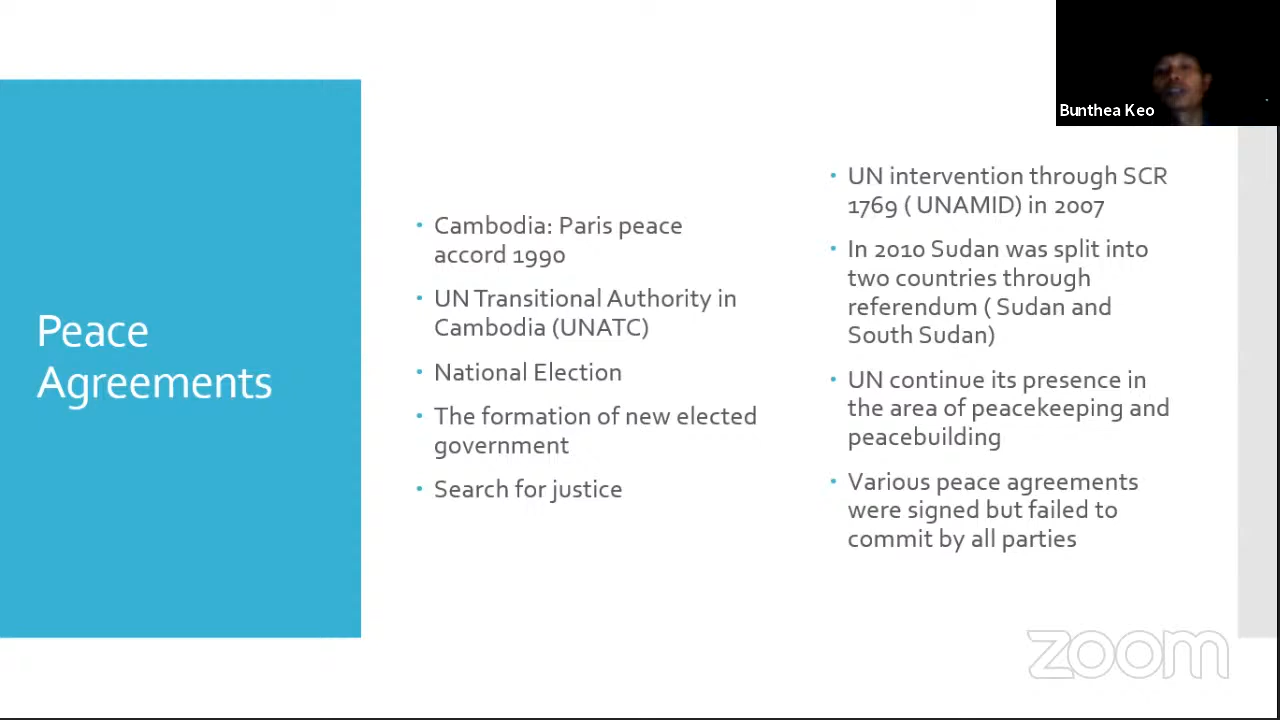 Bunthea Keo
Peace
Agreements
• Cambodia: Paris peace
accord 1990
• UN Transitional Authority in
Cambodia (UNATC)
• National Election
• The formation of new elected
government
• Search for justice
• UN intervention through SCR
1769 ( UNAMID) in 2007
• In 2010 Sudan was split into
two countries through
referendum ( Sudan and
South Sudan)
• UN continue its presence in
the area of peacekeeping and
peacebuilding
• Various peace agreements
were signed but failed to
commit by all parties
zoom